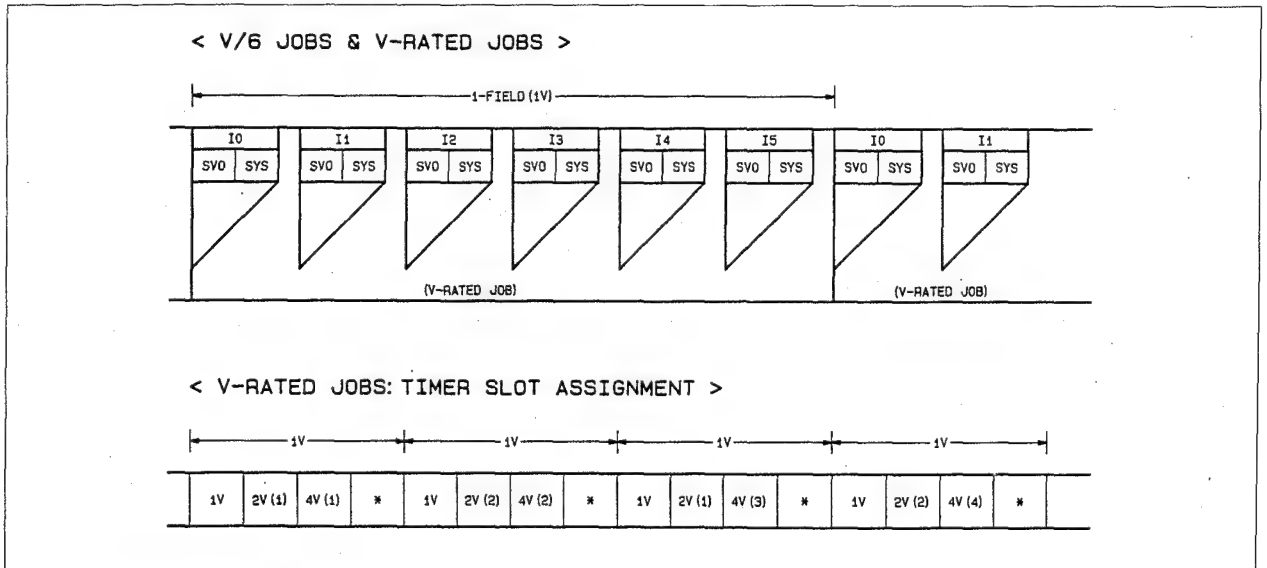 < V/6 JOBS & V-RATED JOBS >
1-FIELD(1V)
I0 I1 I2 I3 I4 I5 I0 I1
SVO SYS SVO SYS SVO SYS SVO SYS SVO SYS SVO SYS SVO SYS SVO SYS
(V-RATED JOB) (V-RATED JOB)
< V-RATED JOBS: TIMER SLOT ASSIGNMENT >
1V 1V 1V 1V
1V 2V(1) 4V(1) * 1V 2V(2) 4V(2) * 1V 2V(1) 4V(3) * 1V 2V(2) 4V(4) *